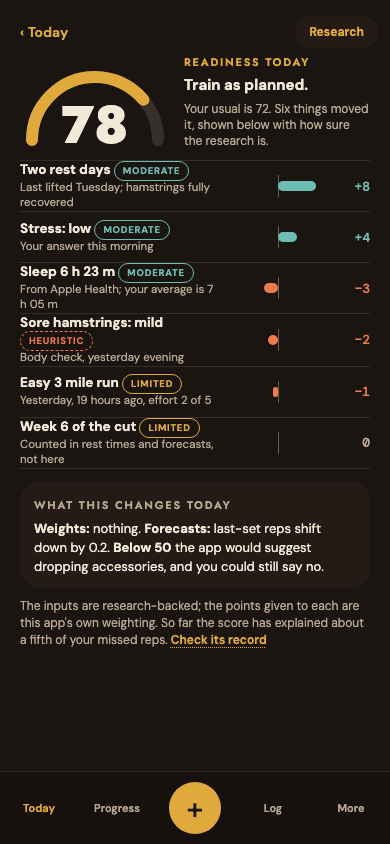 ‹ Today
Research
78
READINESS TODAY
Train as planned.
Your usual is 72. Six things moved
it, shown below with how sure
the research is.
Two rest days MODERATE
Last lifted Tuesday; hamstrings fully
recovered
+8
Stress: low MODERATE
Your answer this morning
+4
Sleep 6 h 23 m MODERATE
From Apple Health; your average is 7
h 05 m
−3
Sore hamstrings: mild
HEURISTIC
Body check, yesterday evening
−2
Easy 3 mile run LIMITED
Yesterday, 19 hours ago, effort 2 of 5
−1
Week 6 of the cut LIMITED
Counted in rest times and forecasts,
not here
0
WHAT THIS CHANGES TODAY
Weights: nothing. Forecasts: last-set reps shift
down by 0.2. Below 50 the app would suggest
dropping accessories, and you could still say no.
The inputs are research-backed; the points given to each are
this app's own weighting. So far the score has explained about
a fifth of your missed reps. Check its record
Today
Progress
+
Log
More